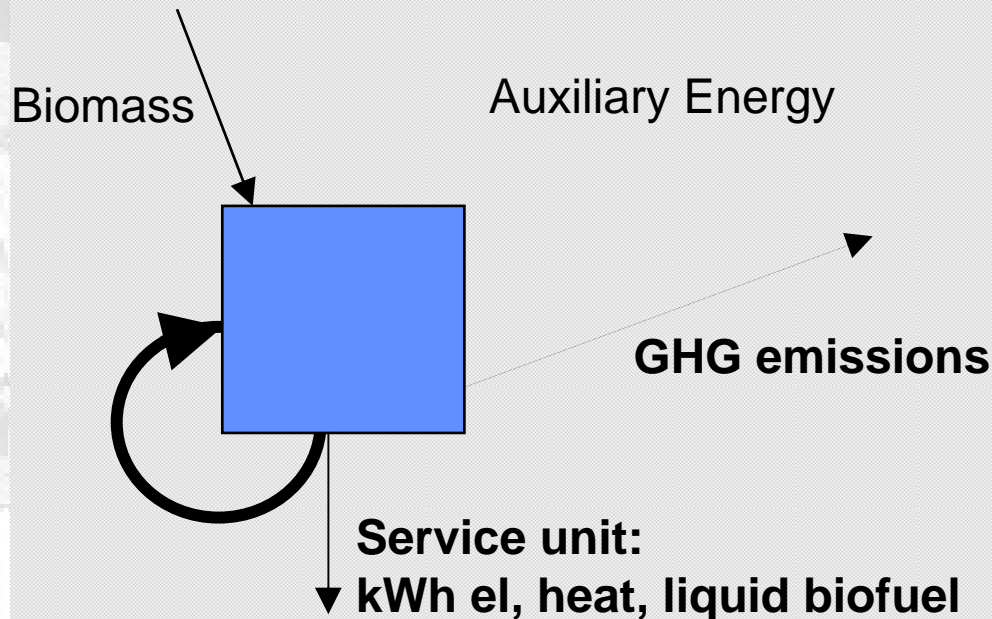 Biomass
Auxiliary Energy
GHG emissions
Service unit:
kWh el, heat, liquid biofuel